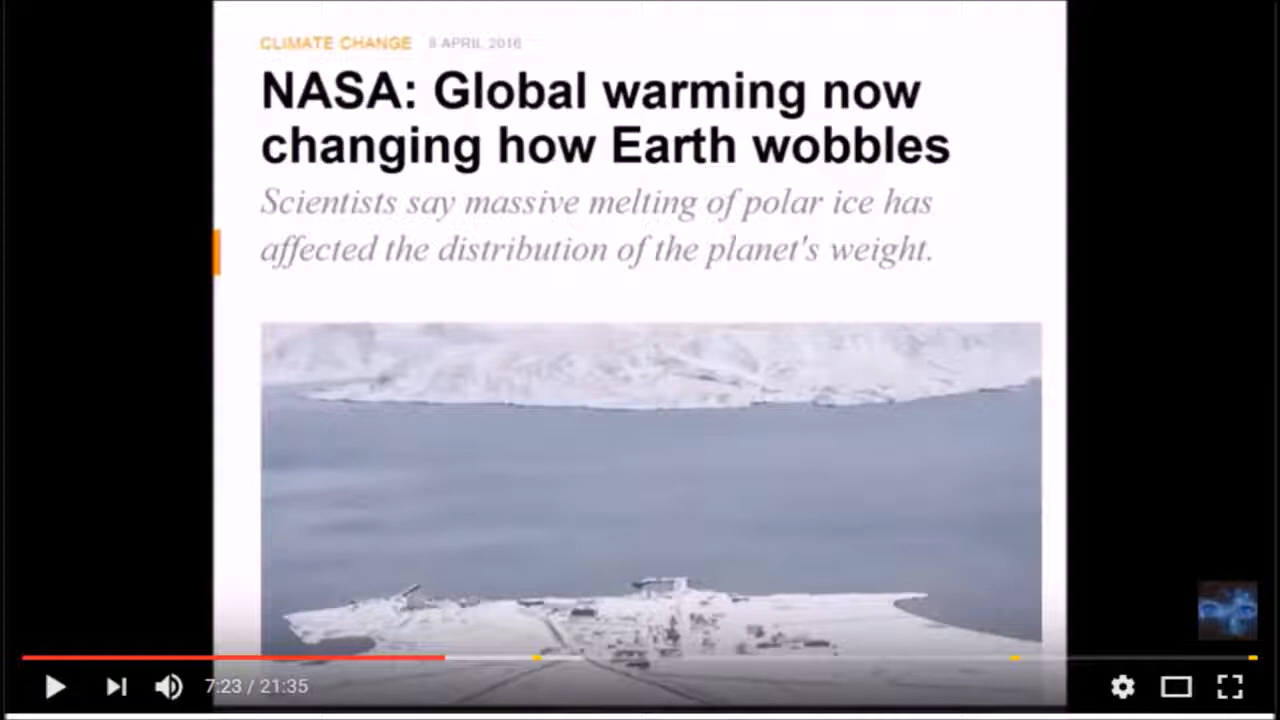 CLIMATE CHANGE 8 APRIL 2016
NASA: Global warming now
changing how Earth wobbles
Scientists say massive melting of polar ice has
affected the distribution of the planet's weight.
7:23 / 21:35